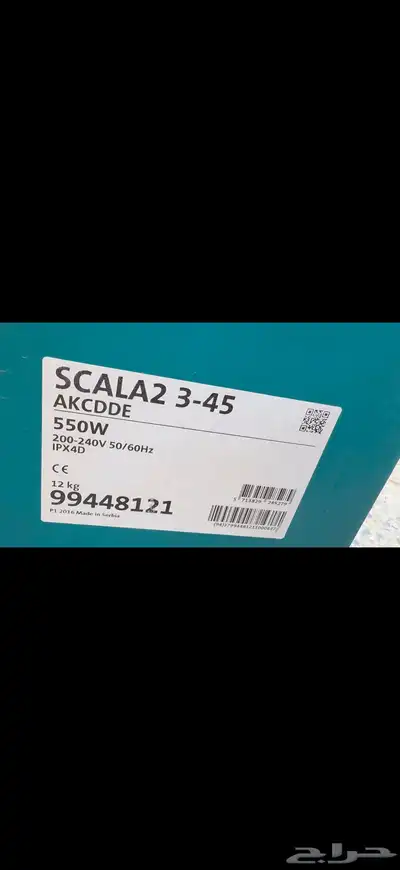 SCALA2 3-45
AKCDDE
550W
200-240V 50/60Hz
IPX4D
CE
12 kg
99448121
P1 2016 Made in Serbia
حراج